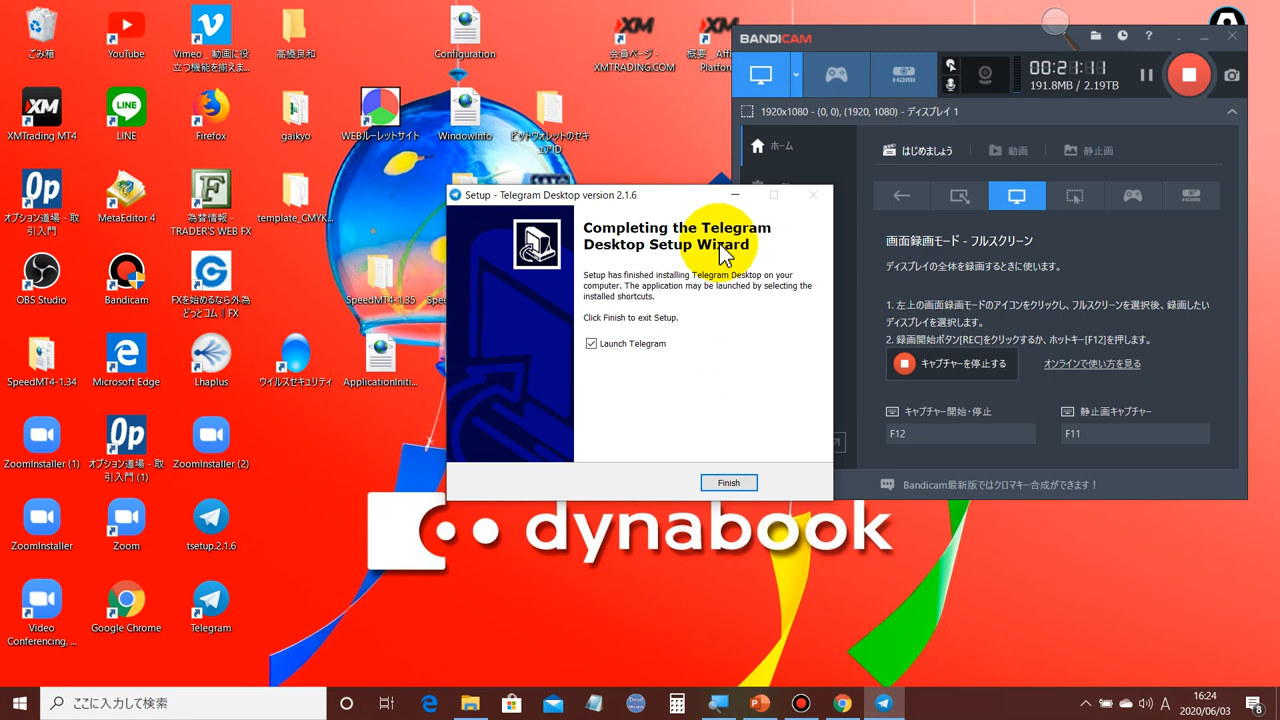 ごみ箱
YouTube
Vimeo _ 動画に役
立つ機能を揃えま...
高橋良和
Configuration
会員ページ -
XMTRADING.COM
概要 _ Affi
Platfor
XMTrading MT4
LINE
Firefox
gaikyo
WEBルーレットサイト
WindowInfo
ビットウォレットのセキ
ュアID
オプション道場 - 取
引入門
MetaEditor 4
為替情報 -
TRADER'S WEB FX
template_CMYK...
OBS Studio
Bandicam
FXを始めるなら外為
どっとコム | FX
SpeedMT4-1.35
SpeedMT4-1.34
Microsoft Edge
Lhaplus
ウイルスセキュリティ
ApplicationIniti...
ZoomInstaller (1)
オプション道場 - 取
引入門 (1)
ZoomInstaller (2)
ZoomInstaller
Zoom
tsetup.2.1.6
Video
Conferencing, ...
Google Chrome
Telegram
Setup - Telegram Desktop version 2.1.6
Completing the Telegram
Desktop Setup Wizard
Setup has finished installing Telegram Desktop on your
computer. The application may be launched by selecting the
installed shortcuts.
Click Finish to exit Setup.
Launch Telegram
Finish
BANDICAM
00:21:11
191.8MB / 2.19TB
1920x1080 - (0, 0), (1920, 1080) - ディスプレイ 1
ホーム
はじめましょう
動画
静止画
画面録画モード - フルスクリーン
ディスプレイの全体を録画するときに使います。
1. 左上の画面録画モードのアイコンをクリックし、フルスクリーンを選択後、録画したい
ディスプレイを選択します。
2. 録画開始ボタン[REC]をクリックするか、ホットキー[F12]を押します。
キャプチャーを停止する
オンラインで使い方を見る
キャプチャー開始・停止
静止画キャプチャー
F12
F11
Bandicam最新版ではクロマキー合成ができます！
dynabook
ここに入力して検索
A
16:24
2020/06/03
8